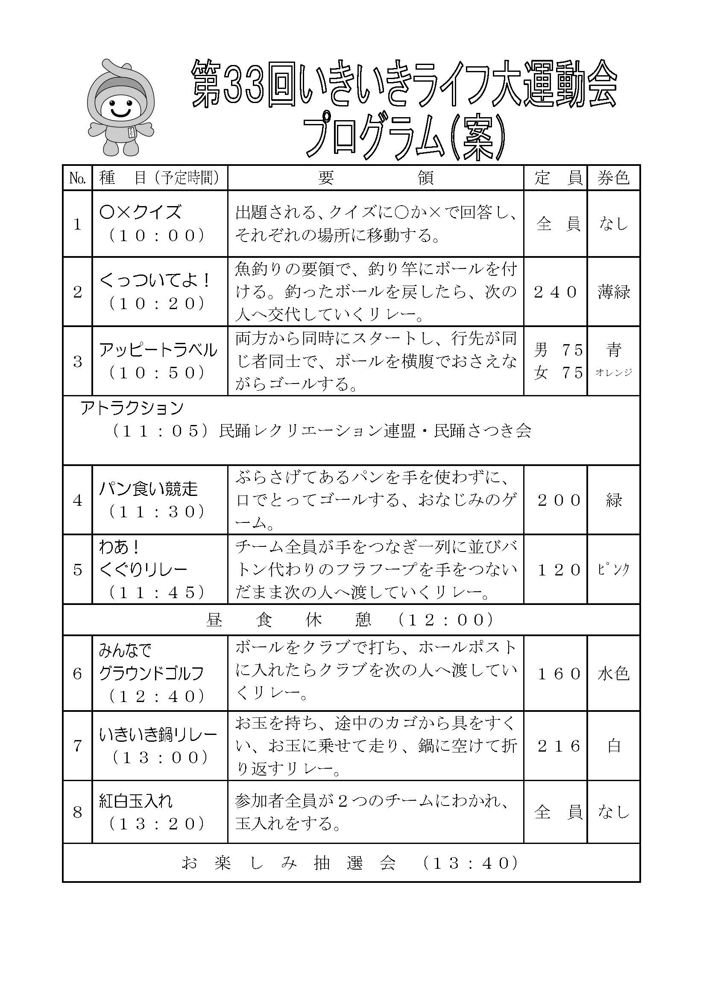 第33回いきいきライフ大運動会
プログラム(案)
アッピー
№ 種　目（予定時間） 要　領 定　員 券色
1
〇×クイズ
（１０：００）
出題される、クイズに〇か×で回答し、
それぞれの場所に移動する。
全　員
なし
2
くっついてよ！
（１０：２０）
魚釣りの要領で、釣り竿にボールを付
ける。釣ったボールを戻したら、次の
人へ交代していくリレー。
２４０
薄緑
3
アッピートラベル
（１０：５０）
両方から同時にスタートし、行先が同
じ者同士で、ボールを横腹でおさえな
がらゴールする。
男　75
女　75
青
オレンジ
アトラクション
（１１：０５）民踊レクリエーション連盟・民踊さつき会
4
パン食い競走
（１１：３０）
ぶらさげてあるパンを手を使わずに、
口でとってゴールする、おなじみのゲ
ーム。
２００
緑
5
わあ！
くぐりリレー
（１１：４５）
チーム全員が手をつなぎ一列に並びバ
トン代わりのフラフープを手をつない
だまま次の人へ渡していくリレー。
１２０
ﾋﾟﾝｸ
昼　食　休　憩　（１２：００）
6
みんなで
グラウンドゴルフ
（１２：４０）
ボールをクラブで打ち、ホールポスト
に入れたらクラブを次の人へ渡してい
くリレー。
１６０
水色
7
いきいき鍋リレー
（１３：００）
お玉を持ち、途中のカゴから具をすく
い、お玉に乗せて走り、鍋に空けて折
り返すリレー。
２１６
白
8
紅白玉入れ
（１３：２０）
参加者全員が２つのチームにわかれ、
玉入れをする。
全　員
なし
お　楽　し　み　抽　選　会　（１３：４０）